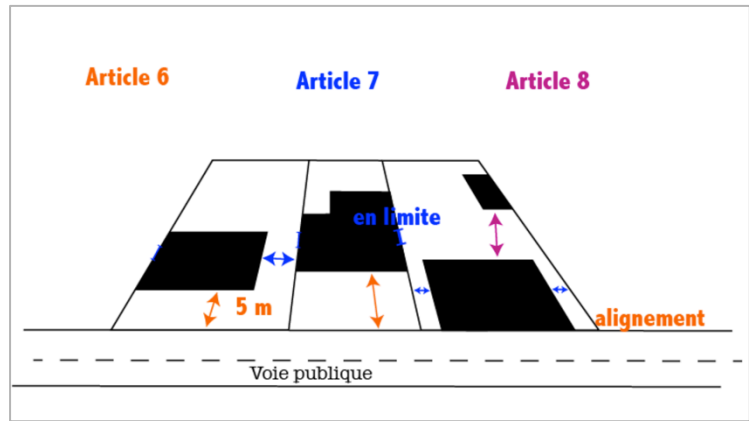 Article 6
Article 7
Article 8
en limite
5 m
alignement
Voie publique